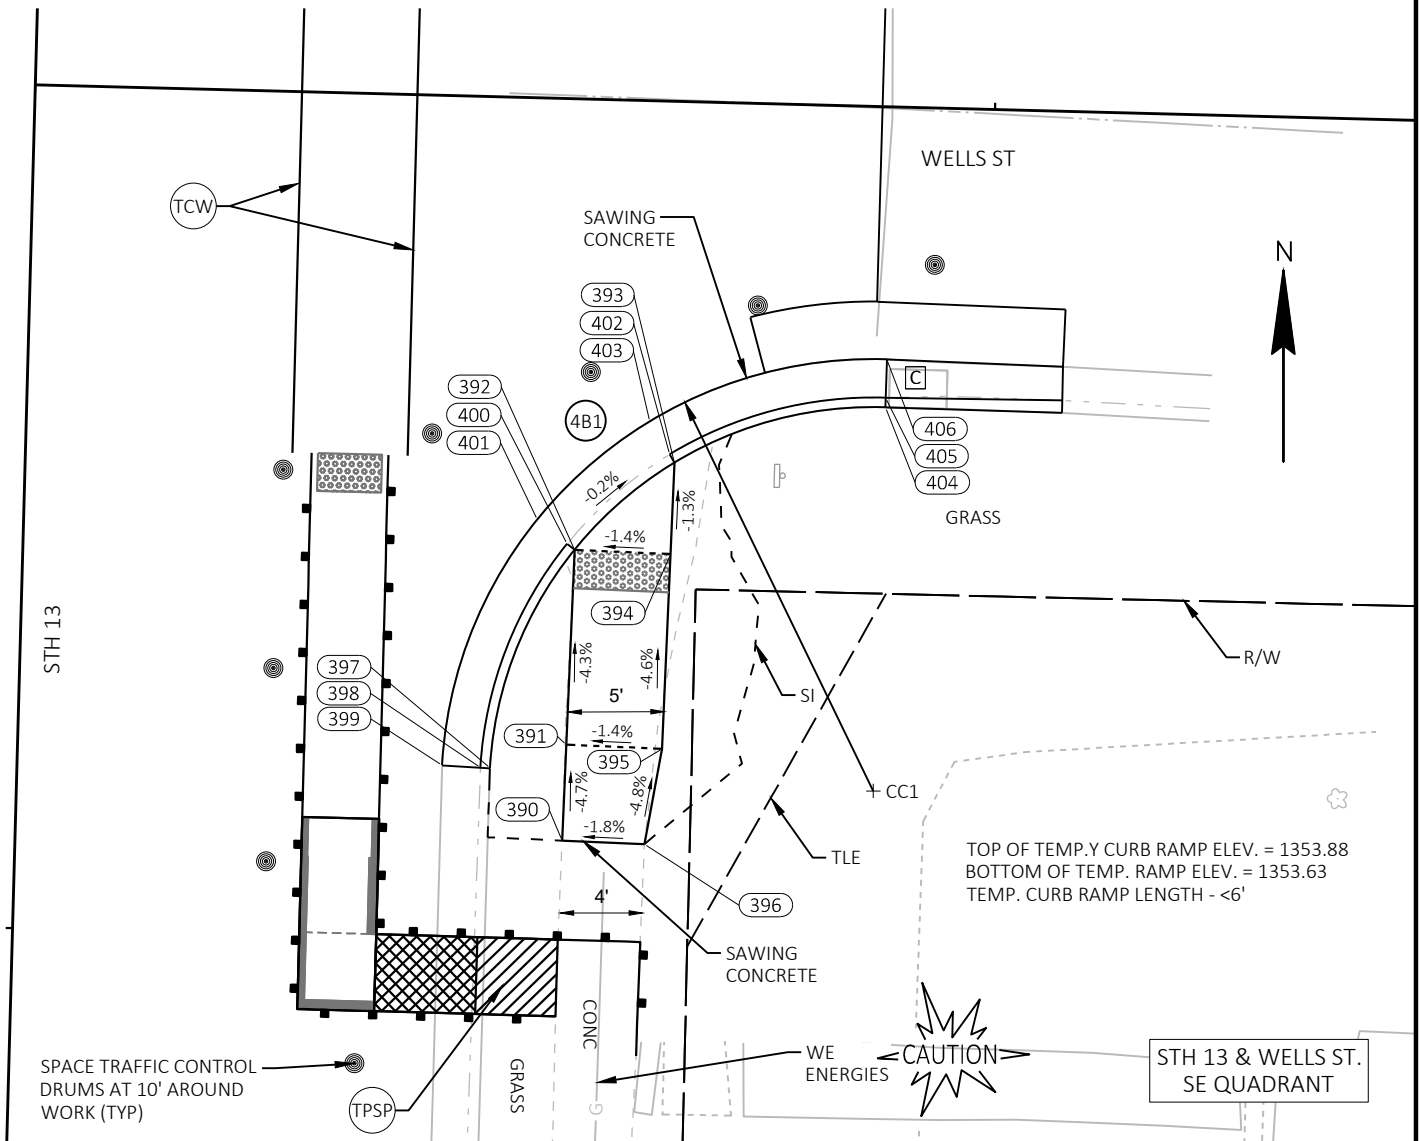 WELLS ST
TCW
SAWING
CONCRETE
N
393
402
403
392
400
401
4B1
C
406
405
404
GRASS
-0.2%
-1.3%
-1.4%
394
STH 13
397
398
399
-4.3%
-4.6%
5'
R/W
SI
391
-1.4%
395
-4.7%
-4.8%
390
-1.8%
CC1
TLE
TOP OF TEMP.Y CURB RAMP ELEV. = 1353.88
BOTTOM OF TEMP. RAMP ELEV. = 1353.63
TEMP. CURB RAMP LENGTH - <6'
4'
396
SAWING
CONCRETE
CONC
GRASS
G
WE
ENERGIES
CAUTION
STH 13 & WELLS ST.
SE QUADRANT
SPACE TRAFFIC CONTROL
DRUMS AT 10' AROUND
WORK (TYP)
TPSP